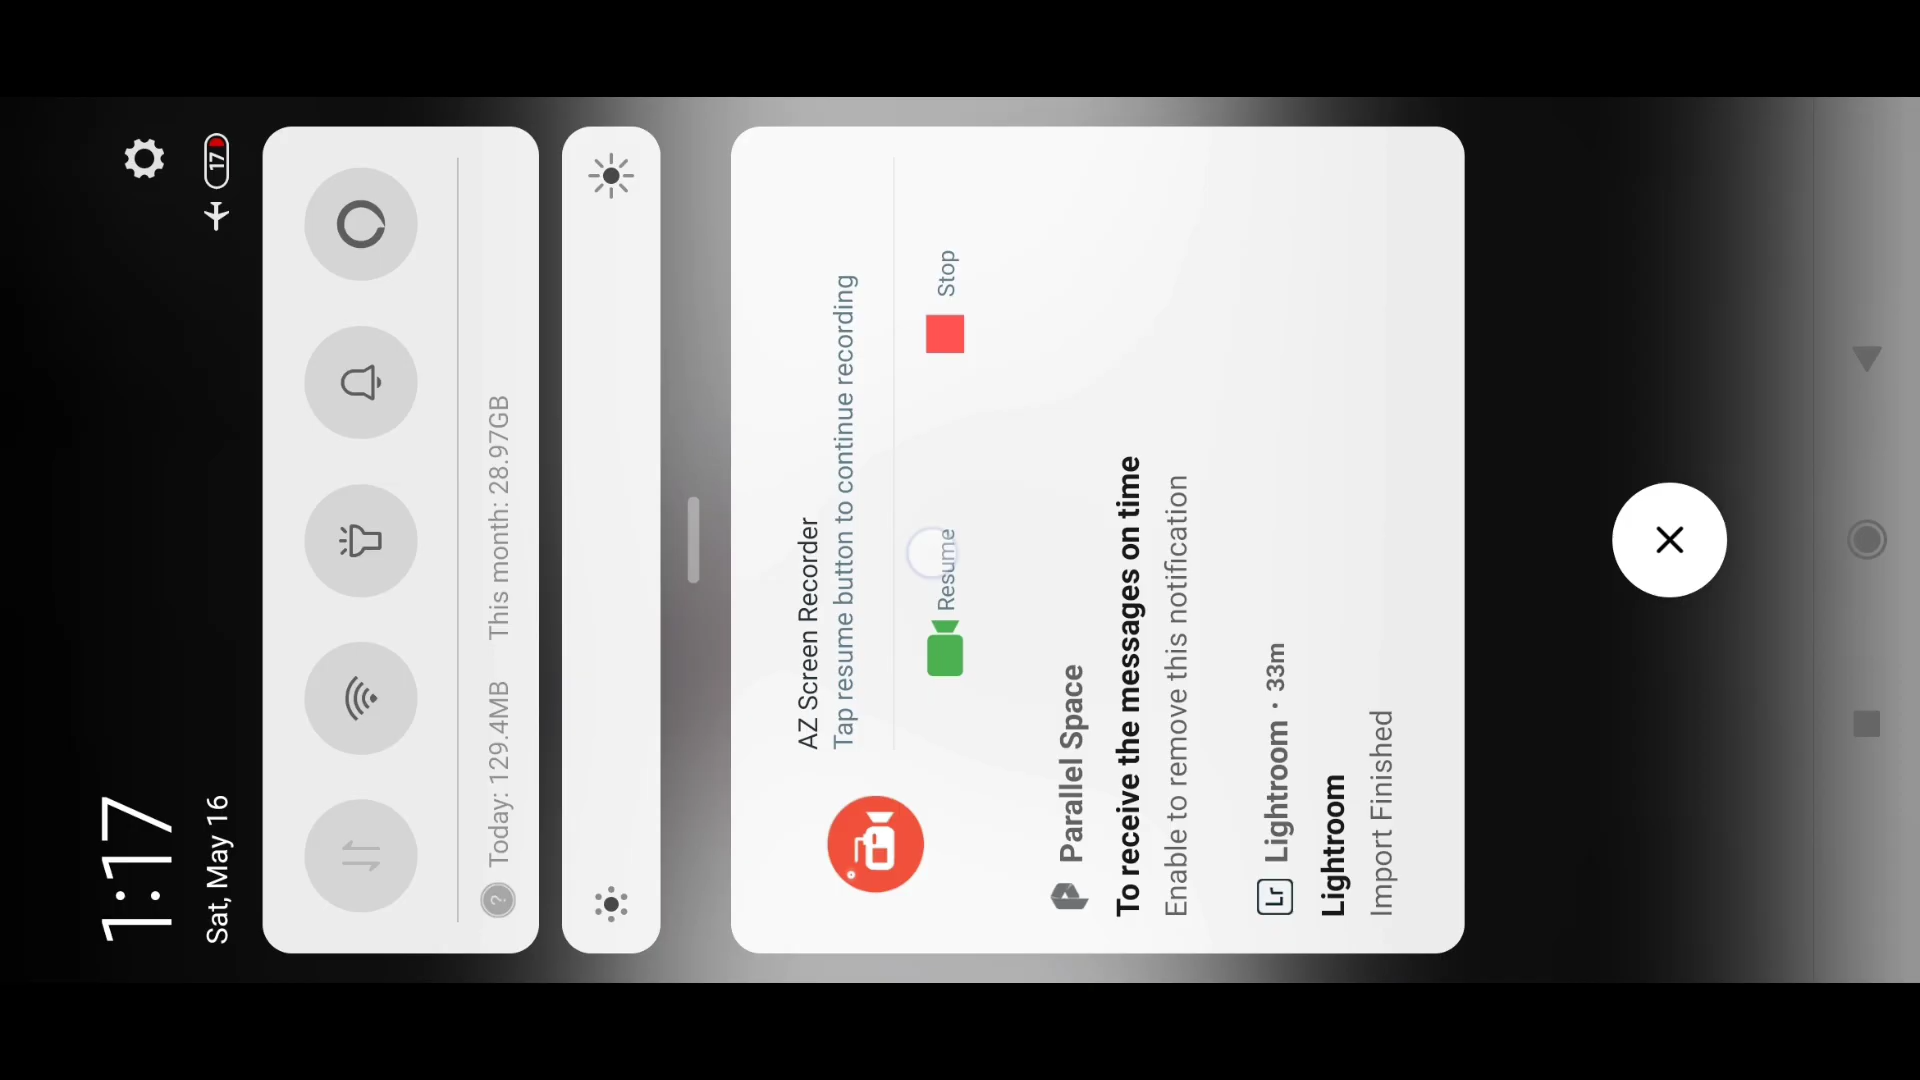 1:17
Sat, May 16
17
? Today: 129.4MB This month: 28.97GB
AZ Screen Recorder
Tap resume button to continue recording
Resume Stop
Parallel Space
To receive the messages on time
Enable to remove this notification
Lr Lightroom · 33m
Lightroom
Import Finished